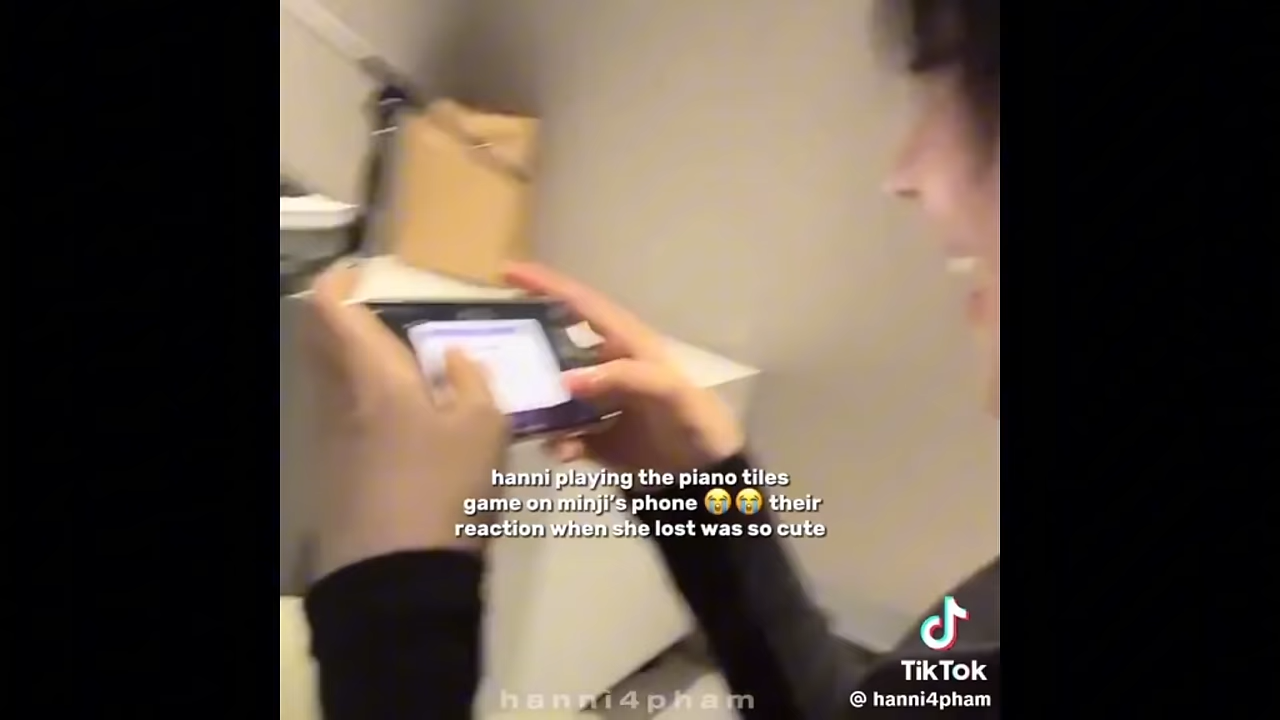 hanni playing the piano tiles
game on minji's phone 😭😭 their
reaction when she lost was so cute
TikTok
@ hanni4pham
hanni4pham